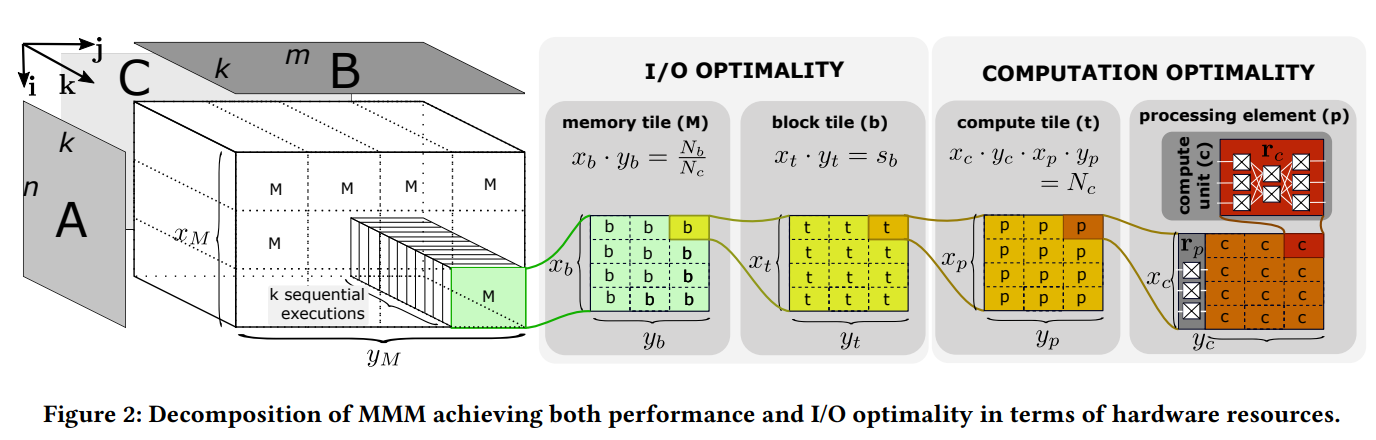 j
i
k
C
k
m
B
k
n
A
x_M
M M M M
M
M
k sequential
executions
y_M
I/O OPTIMALITY
memory tile (M)
x_b · y_b = N_b/N_c
b b b
b b b
b b b
b b b
x_b
y_b
block tile (b)
x_t · y_t = s_b
t t t
t t t
t t t
t t t
x_t
y_t
COMPUTATION OPTIMALITY
compute tile (t)
x_c · y_c · x_p · y_p
= N_c
p p p
p p p
p p p
p p p
x_p
y_p
processing element (p)
compute
unit (c)
r_c
r_p
c c
c c c
c c c
c c c
x_c
y_c
Figure 2: Decomposition of MMM achieving both performance and I/O optimality in terms of hardware resources.